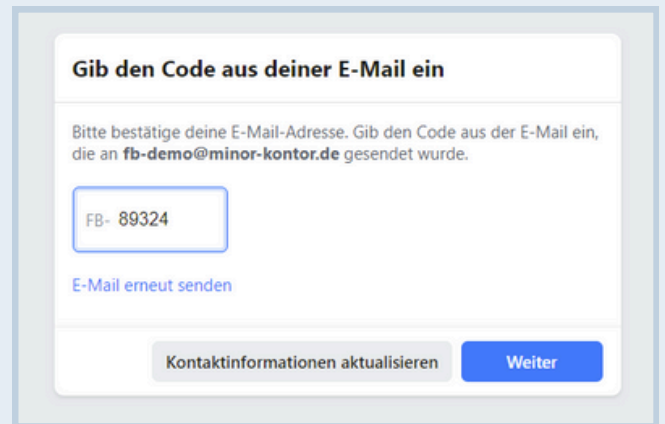 Gib den Code aus deiner E-Mail ein
Bitte bestätige deine E-Mail-Adresse. Gib den Code aus der E-Mail ein,
die an fb-demo@minor-kontor.de gesendet wurde.
FB- 89324
E-Mail erneut senden
Kontaktinformationen aktualisieren Weiter